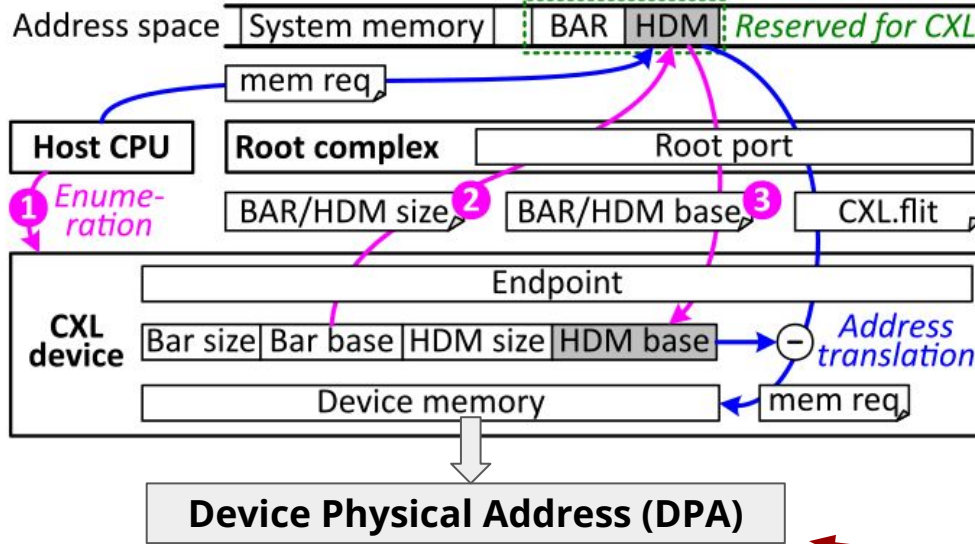 Address space
System memory
BAR
HDM
Reserved for CXL
mem req
Host CPU
Root complex
Root port
1
Enume-
ration
BAR/HDM size
2
BAR/HDM base
3
CXL.flit
Endpoint
CXL
device
Bar size
Bar base
HDM size
HDM base
−
Address
translation
Device memory
mem req
Device Physical Address (DPA)